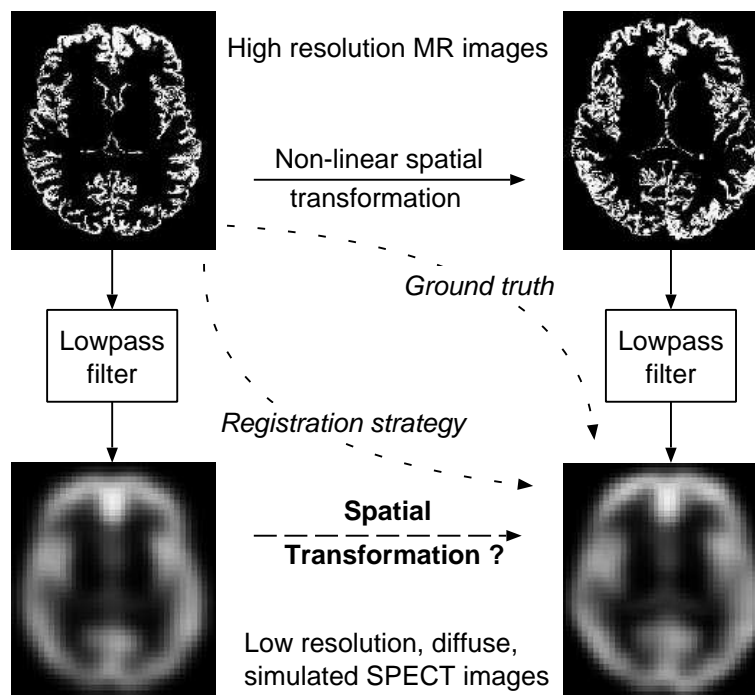 High resolution MR images
Non-linear spatial
transformation
Ground truth
Lowpass
filter
Lowpass
filter
Registration strategy
Spatial
Transformation ?
Low resolution, diffuse,
simulated SPECT images